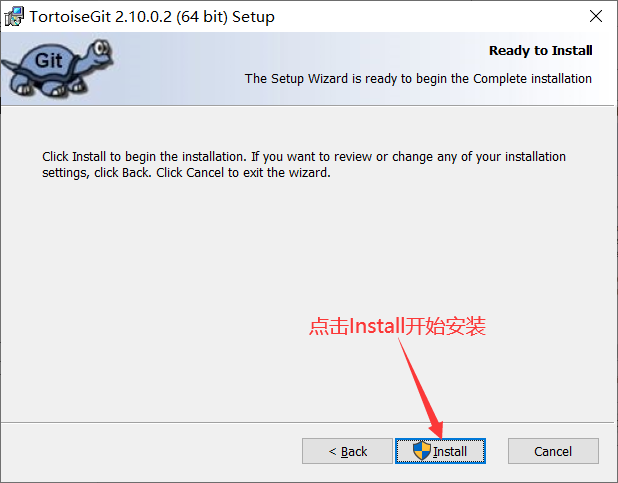 TortoiseGit 2.10.0.2 (64 bit) Setup
Git
Ready to Install
The Setup Wizard is ready to begin the Complete installation
Click Install to begin the installation. If you want to review or change any of your installation
settings, click Back. Click Cancel to exit the wizard.
点击Install开始安装
< Back
Install
Cancel